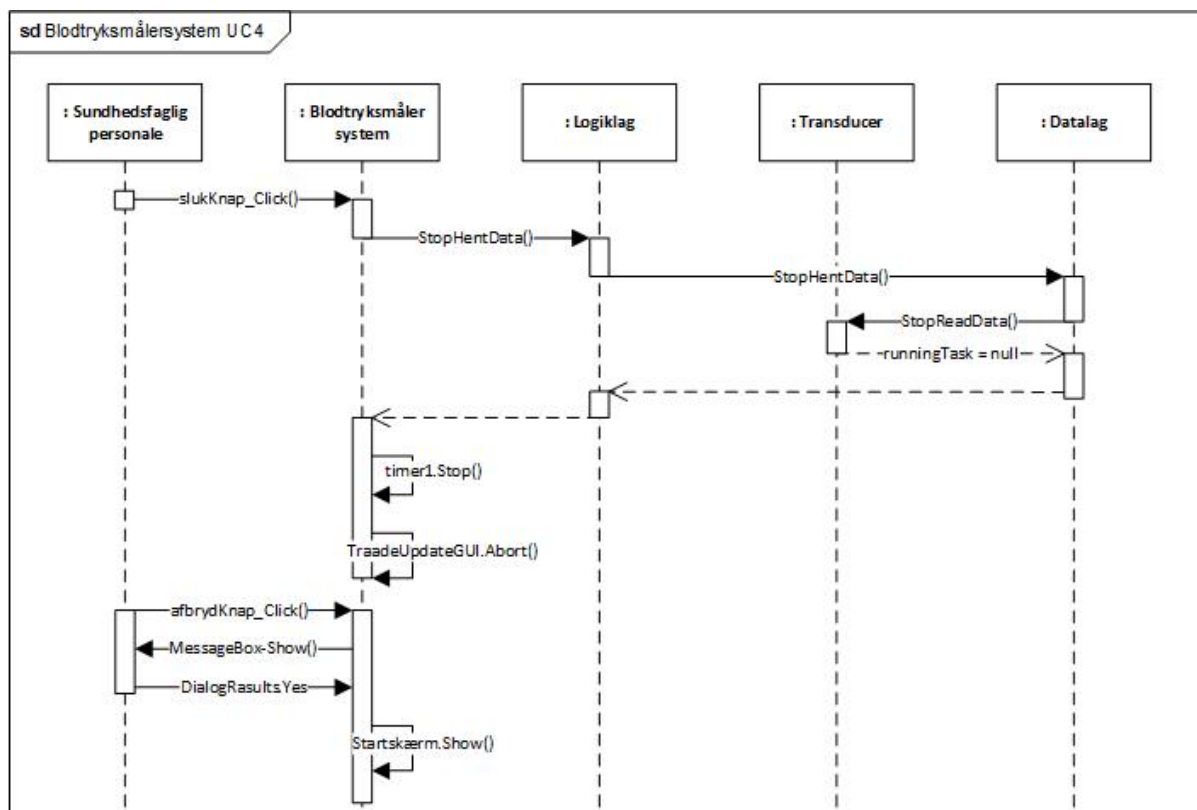 sd Blodtryksmålersystem UC4
: Sundhedsfaglig
personale
: Blodtryksmåler
system
: Logiklag
: Transducer
: Datalag
slukKnap_Click()
StopHentData()
StopHentData()
StopReadData()
runningTask = null
timer1.Stop()
TraadeUpdateGUI.Abort()
afbrydKnap_Click()
MessageBox-Show()
DialogRasults.Yes
Startskærm.Show()